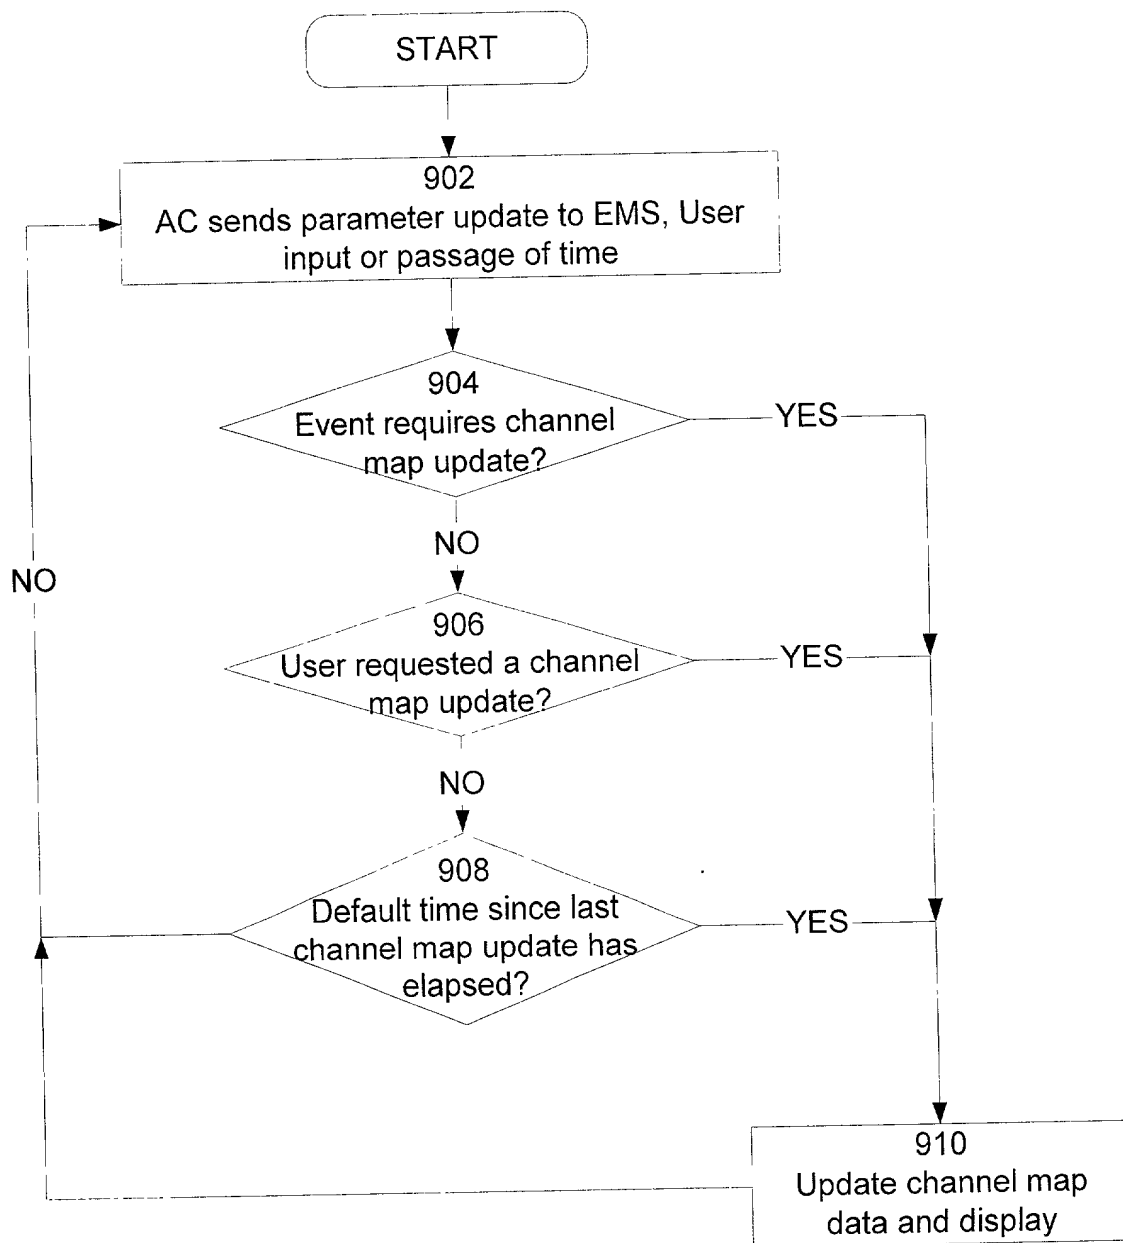 START
902
AC sends parameter update to EMS, User
input or passage of time
904
Event requires channel
map update?
YES
NO
NO
906
User requested a channel
map update?
YES
NO
908
Default time since last
channel map update has
elapsed?
YES
910
Update channel map
data and display